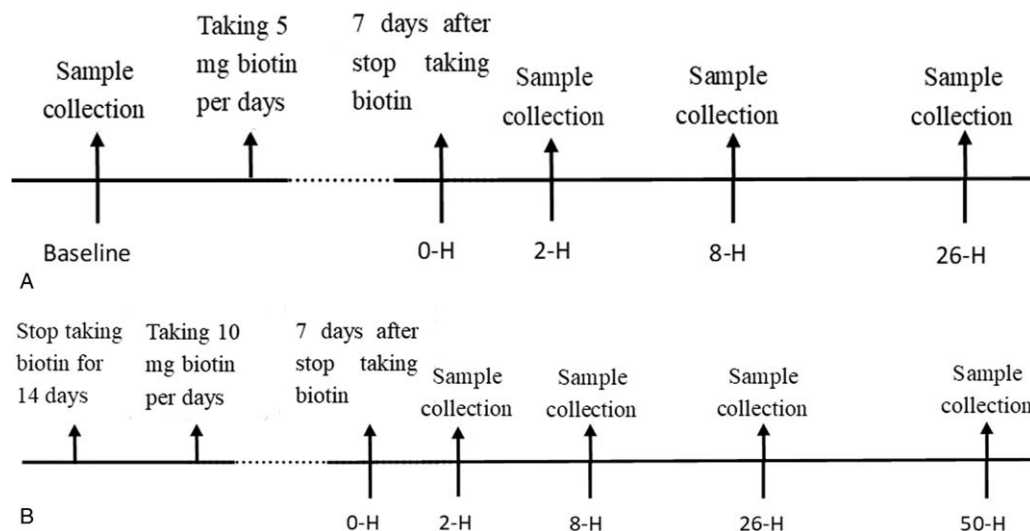 Sample
collection
Taking 5
mg biotin
per days
7 days after
stop taking
biotin
Sample
collection
Sample
collection
Sample
collection
Baseline
0-H
2-H
8-H
26-H
A
Stop taking
biotin for
14 days
Taking 10
mg biotin
per days
7 days after
stop taking
biotin
Sample
collection
Sample
collection
Sample
collection
Sample
collection
0-H
2-H
8-H
26-H
50-H
B